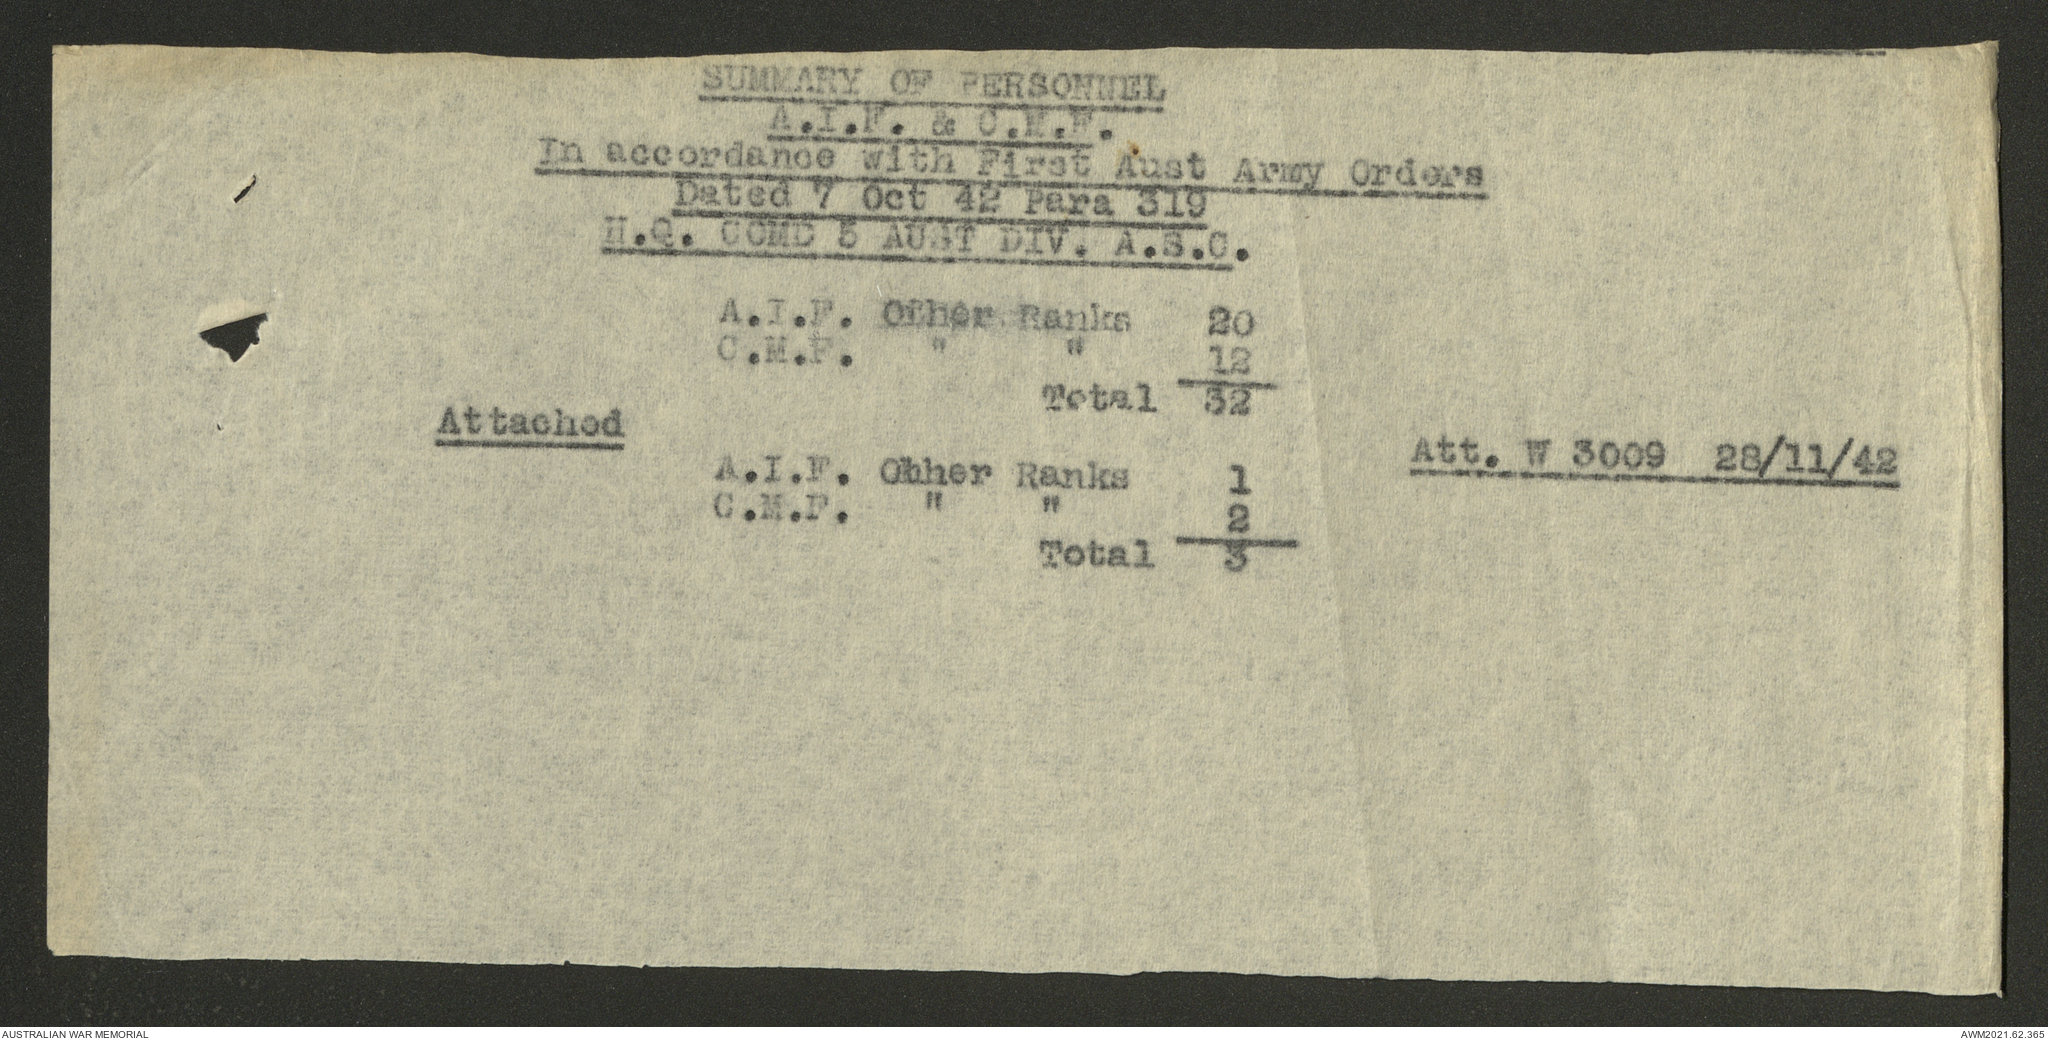 SUMMARY OF PERSONNEL
A.I.F. & C.M.F.
In accordance with First Aust Army Orders
Dated 7 Oct 42 Para 319
H.Q. COMD 5 AUST DIV. A.S.C.
A.I.F. Other Ranks 20
C.M.F. " " 12
Total 32
Attached
Att. W 3009 28/11/42
A.I.F. Other Ranks 1
C.M.F. " " 2
Total 3
AUSTRALIAN WAR MEMORIAL
AWM2021.62.365